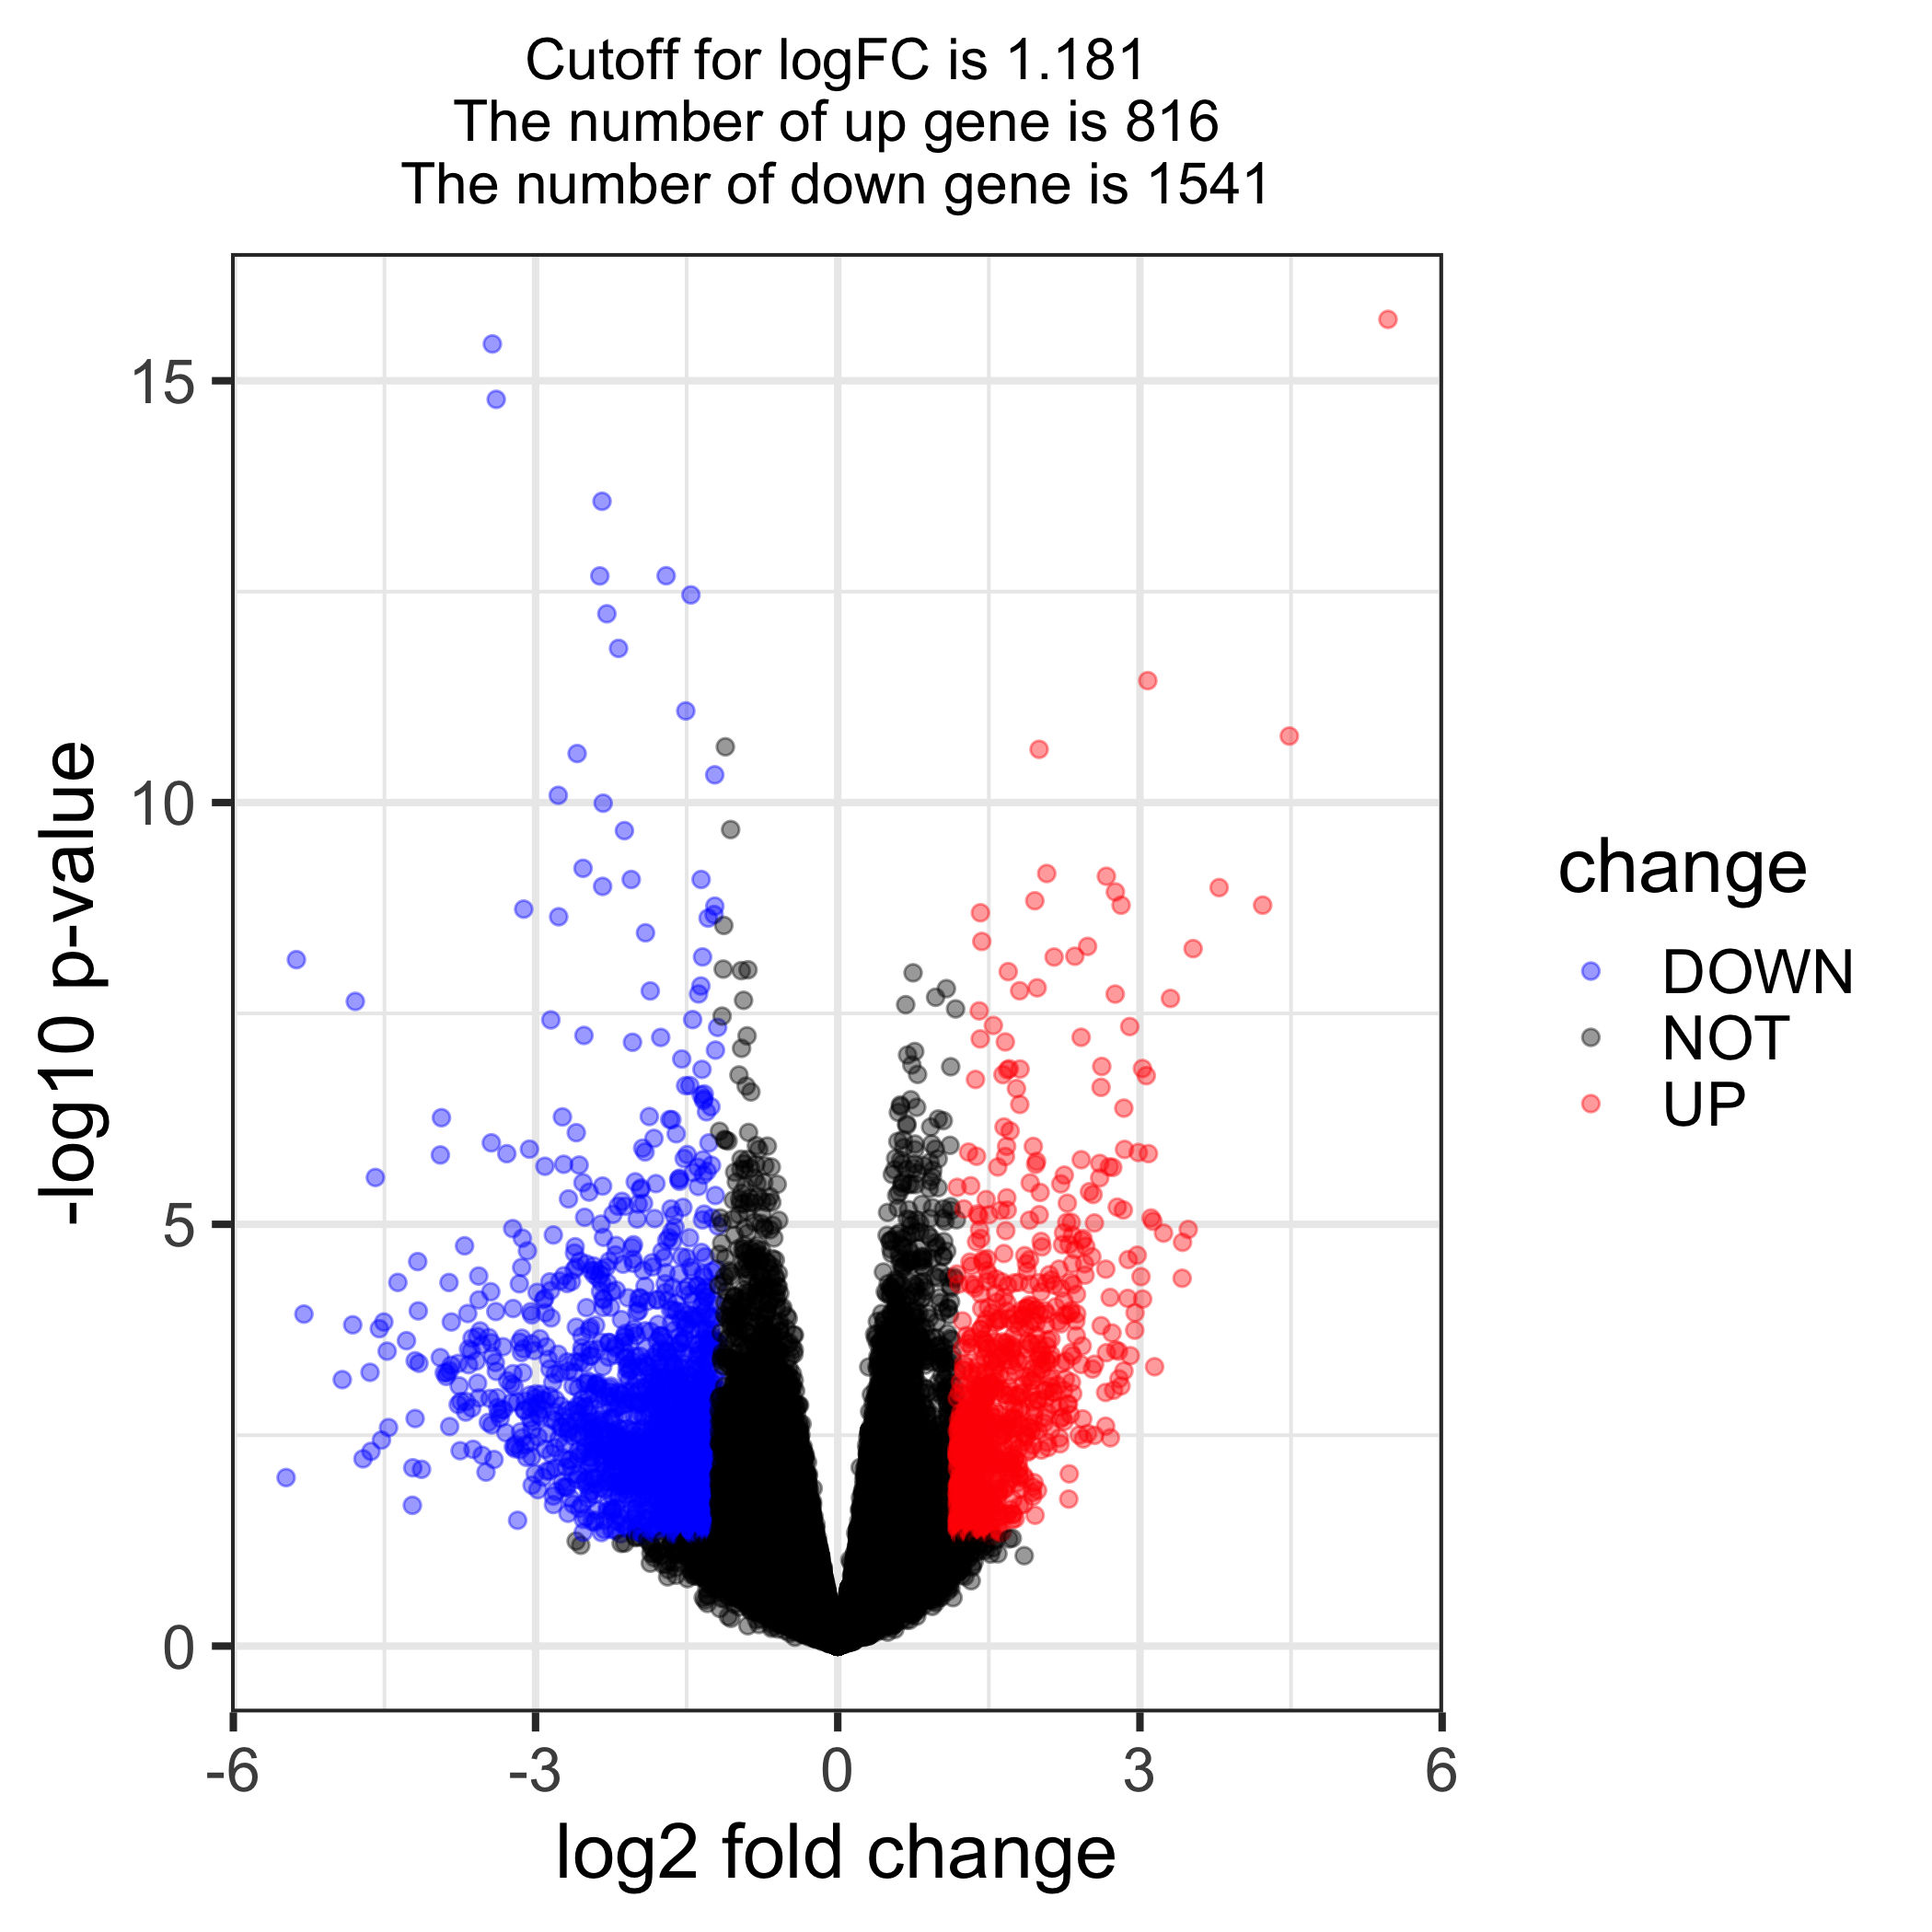 Cutoff for logFC is 1.181
The number of up gene is 816
The number of down gene is 1541
15
10
5
0
-log10 p-value
-6 -3 0 3 6
log2 fold change
change
DOWN
NOT
UP